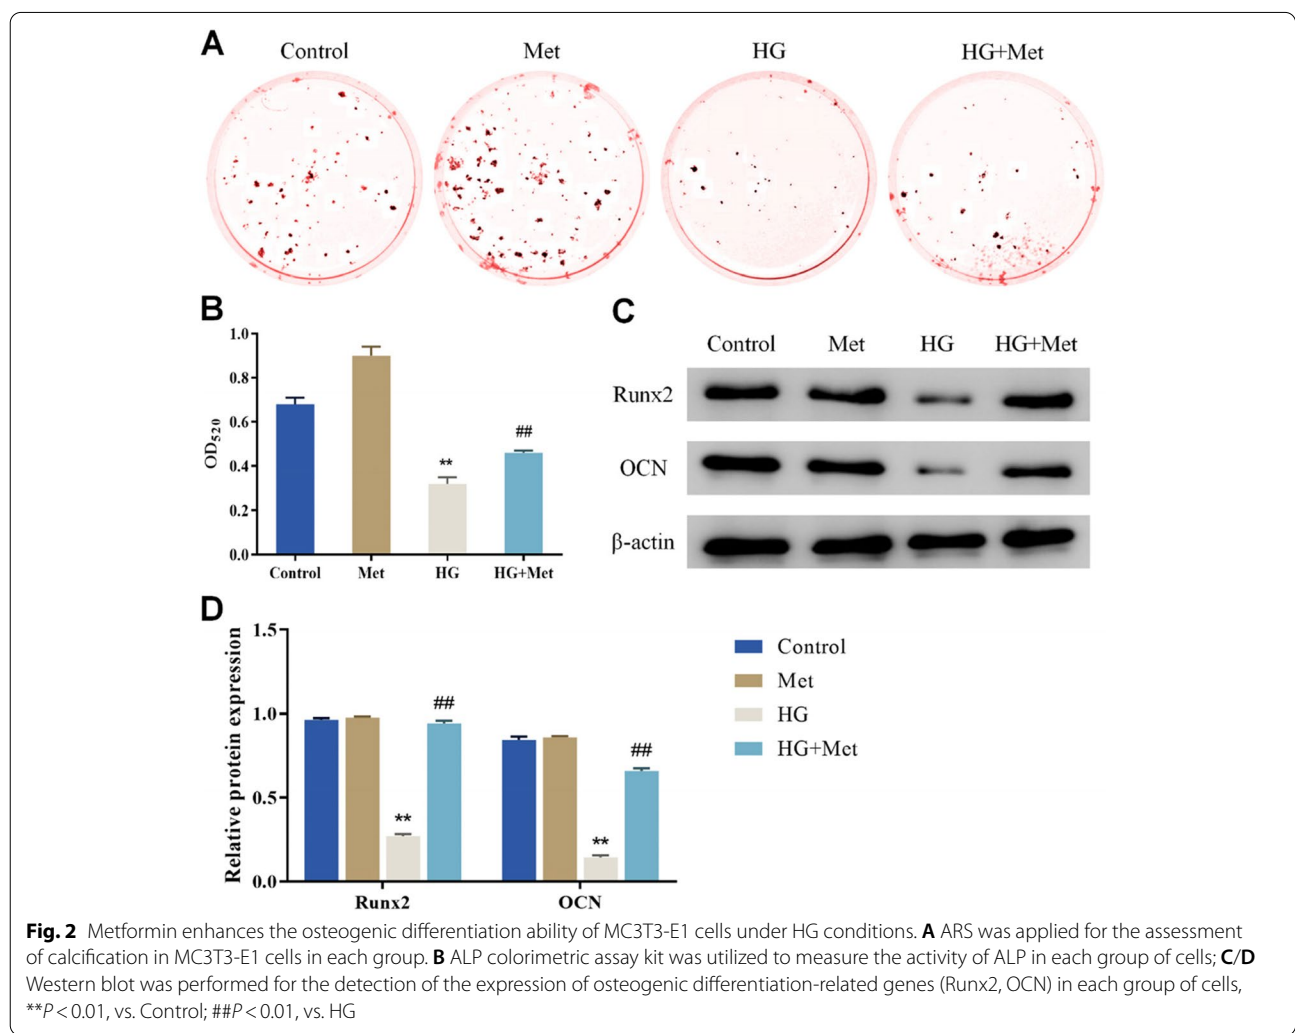 A
Control Met HG HG+Met
B
1.0
0.8
0.6
0.4
0.2
0.0
OD520
**
##
Control Met HG HG+Met
C
Control Met HG HG+Met
Runx2
OCN
β-actin
D
1.5
1.0
0.5
0.0
Relative protein expression
**
##
**
##
Runx2 OCN
Control
Met
HG
HG+Met
Fig. 2 Metformin enhances the osteogenic differentiation ability of MC3T3-E1 cells under HG conditions. A ARS was applied for the assessment
of calcification in MC3T3-E1 cells in each group. B ALP colorimetric assay kit was utilized to measure the activity of ALP in each group of cells; C/D
Western blot was performed for the detection of the expression of osteogenic differentiation-related genes (Runx2, OCN) in each group of cells,
**P < 0.01, vs. Control; ##P < 0.01, vs. HG